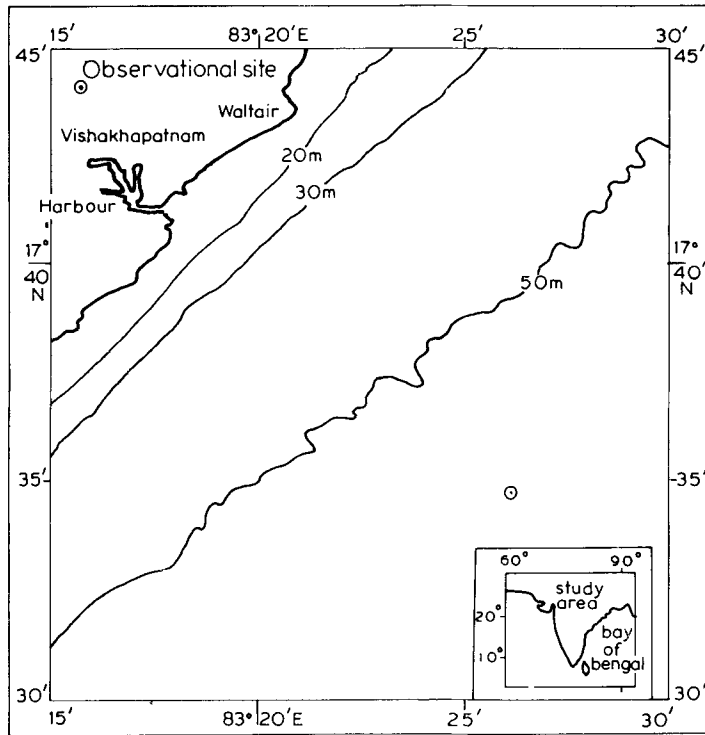 15′ 83° 20′E 25′ 30′
45′ 45′
Observational site
Waltair
Vishakhapatnam
20m
30m
Harbour
17°
40′
N
17°
40′
50m
35′ 35′
60° 90°
study
area
20°
bay
of
bengal
10°
30′ 30′
15′ 83° 20′E 25′ 30′